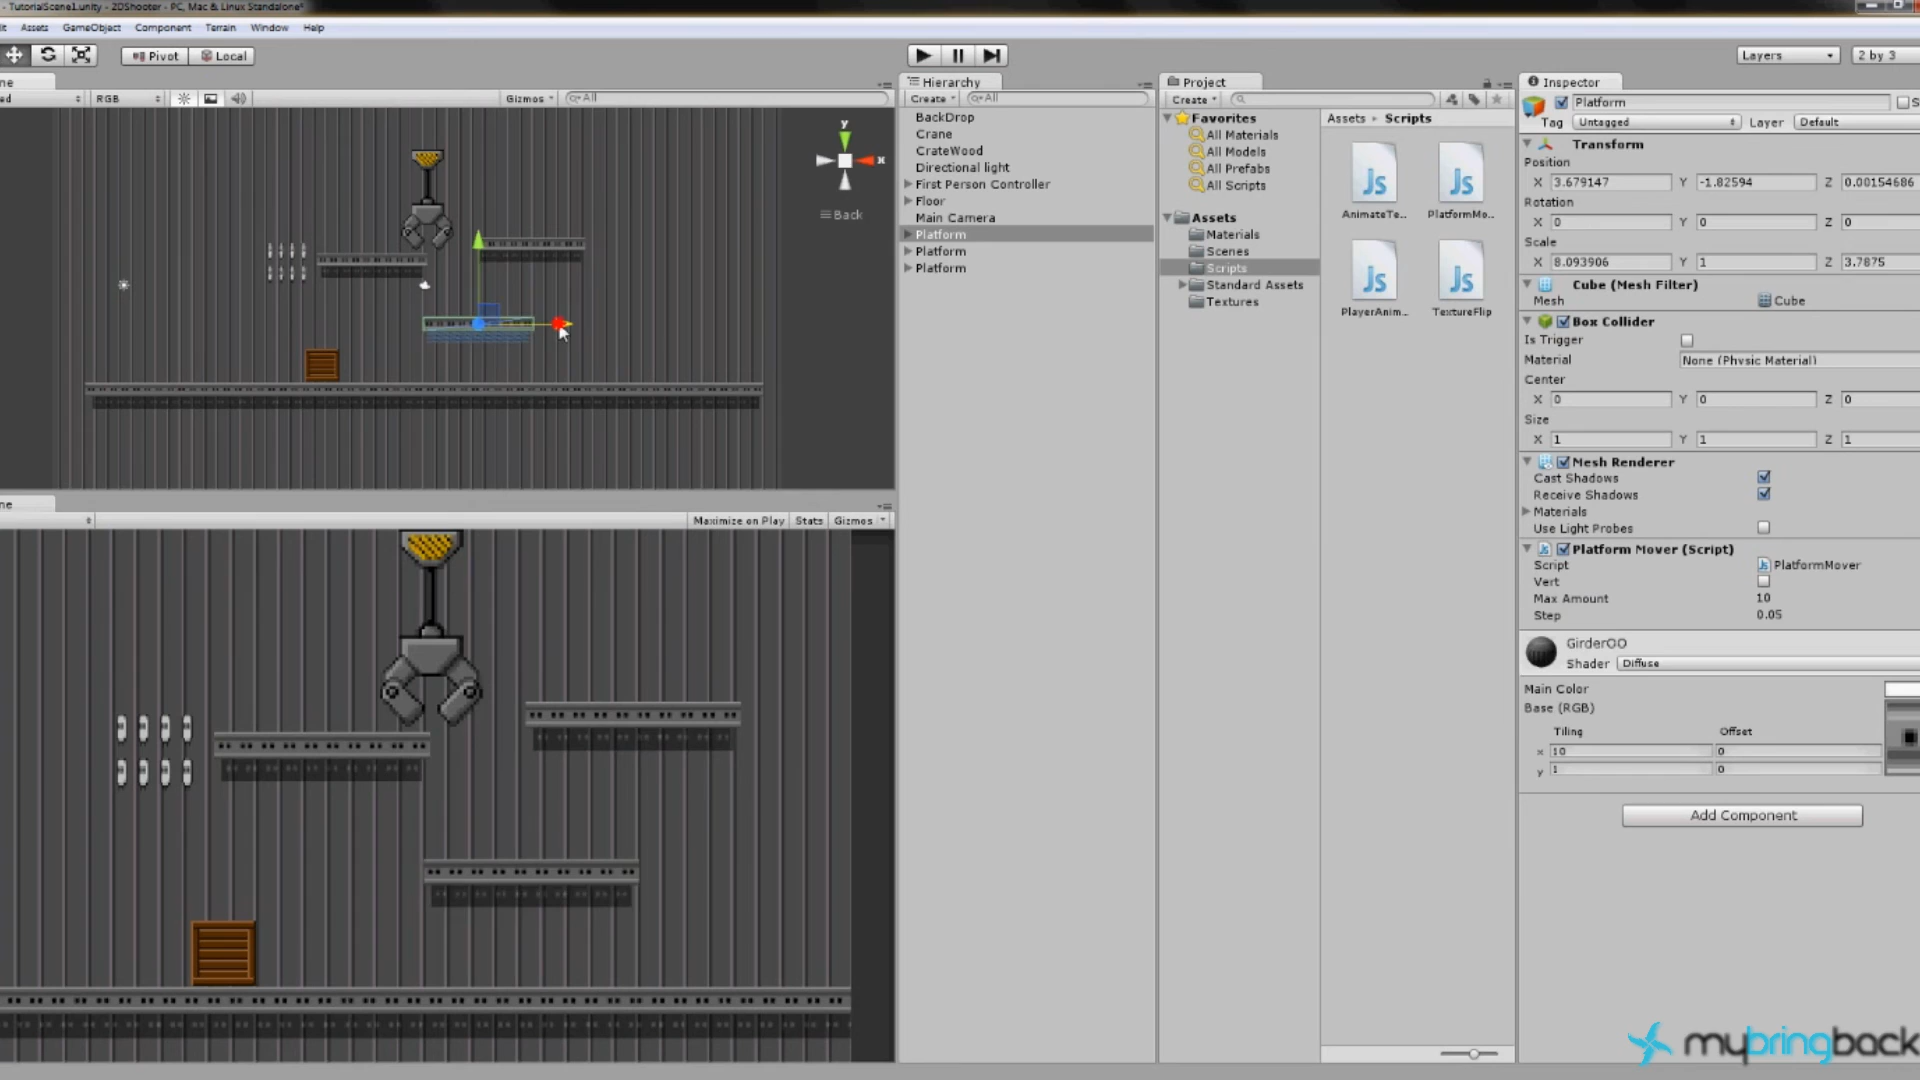 - TutorialScene1.unity - 2DShooter - PC, Mac & Linux Standalone*
Assets GameObject Component Terrain Window Help
Pivot Local
Layers 2 by 3
RGB Gizmos All
Back
Maximize on Play Stats Gizmos
Hierarchy
Create All
BackDrop
Crane
CrateWood
Directional light
First Person Controller
Floor
Main Camera
Platform
Platform
Platform
Project
Create
Favorites
All Materials
All Models
All Prefabs
All Scripts
Assets
Materials
Scenes
Scripts
Standard Assets
Textures
Assets Scripts
Js Js
AnimateTe... PlatformMo...
Js Js
PlayerAnim... TextureFlip
Inspector
Platform S
Tag Untagged Layer Default
Transform
Position
X 3.679147 Y -1.82594 Z 0.00154686
Rotation
X 0 Y 0 Z 0
Scale
X 8.093906 Y 1 Z 3.7875
Cube (Mesh Filter)
Mesh Cube
Box Collider
Is Trigger
Material None (Physic Material)
Center
X 0 Y 0 Z 0
Size
X 1 Y 1 Z 1
Mesh Renderer
Cast Shadows
Receive Shadows
Materials
Use Light Probes
Platform Mover (Script)
Script PlatformMover
Vert
Max Amount 10
Step 0.05
Shader Diffuse
Main Color
Base (RGB)
Tiling Offset
x 10 0
y 1 0
Add Component
mybringback